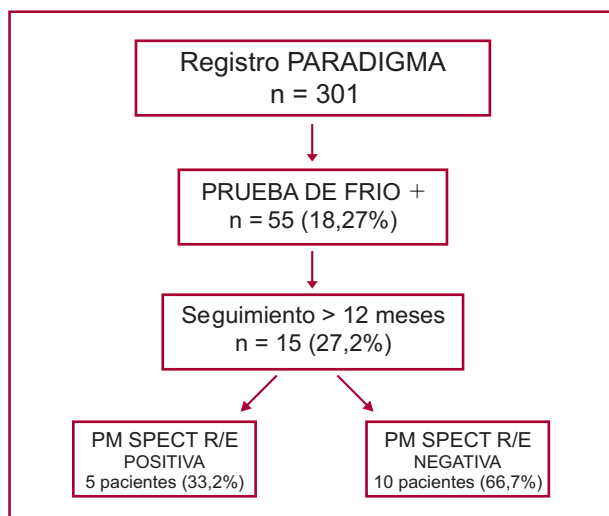 Registro PARADIGMA
n = 301
PRUEBA DE FRIO +
n = 55 (18,27%)
Seguimiento > 12 meses
n = 15 (27,2%)
PM SPECT R/E
POSITIVA
5 pacientes (33,2%)
PM SPECT R/E
NEGATIVA
10 pacientes (66,7%)